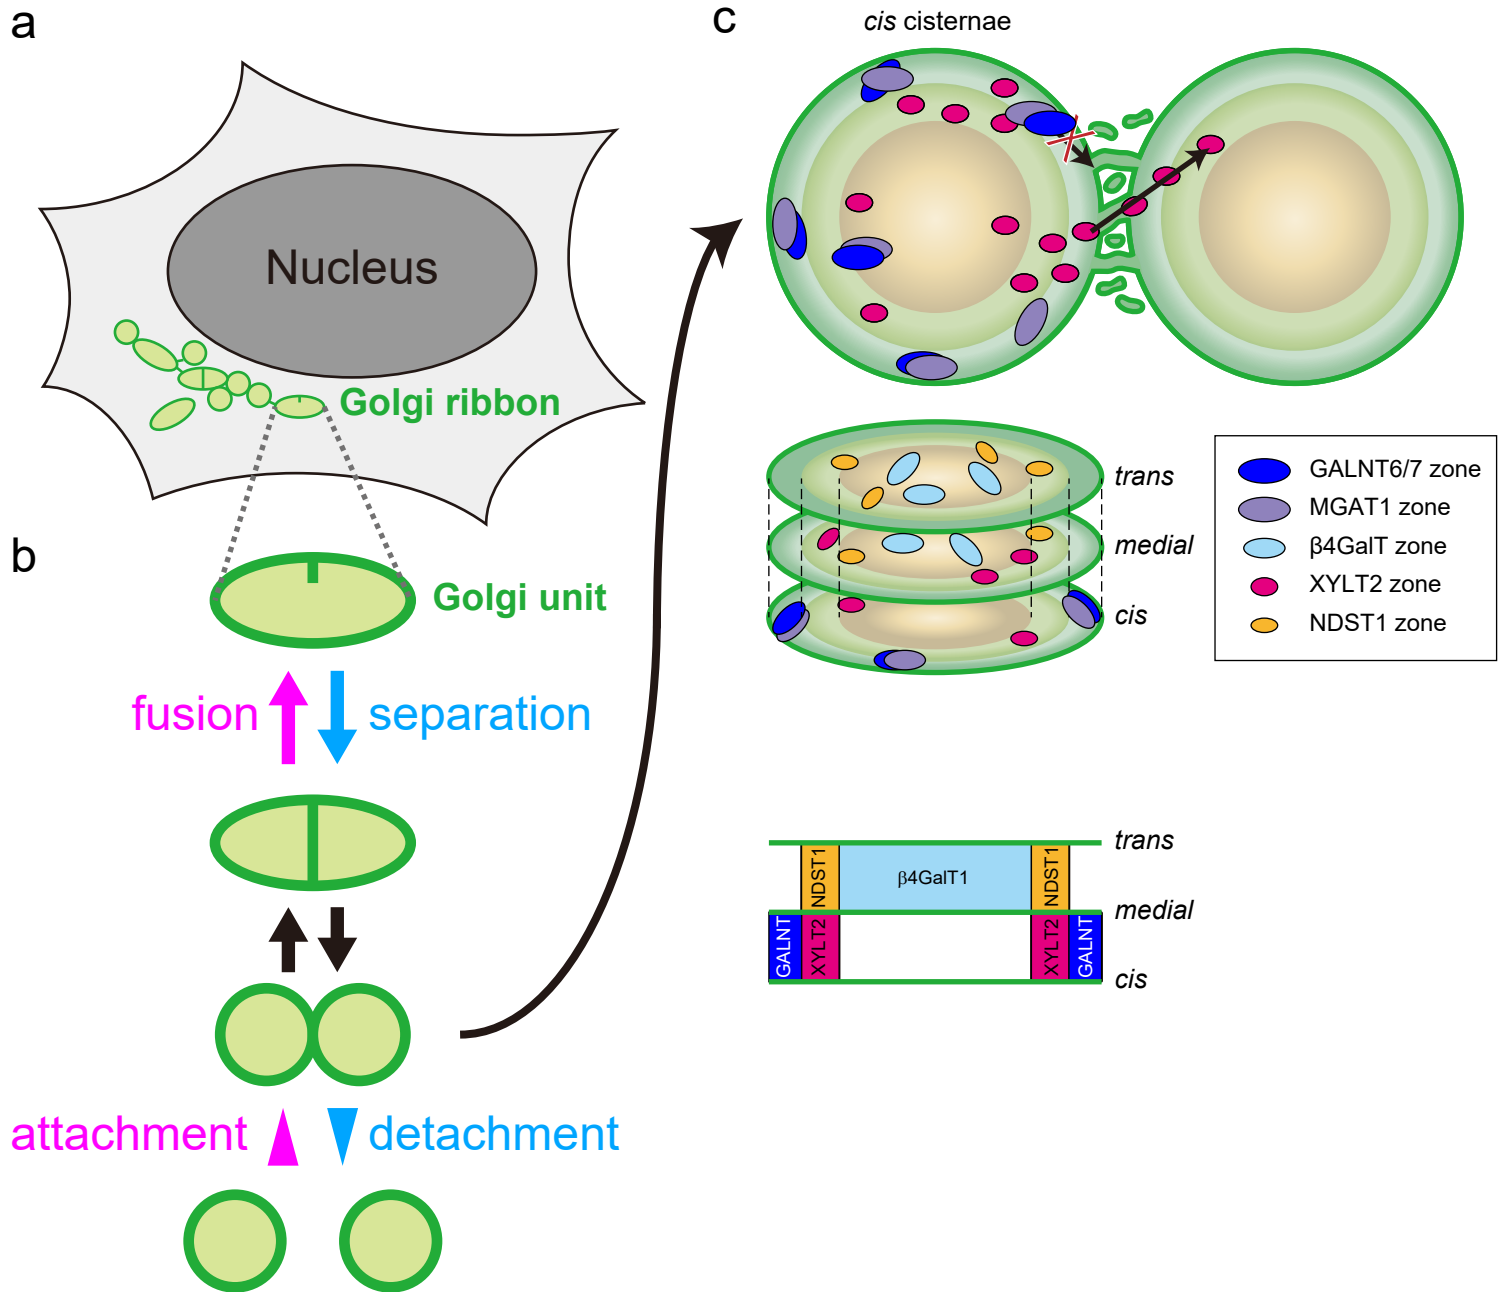 a
Nucleus
Golgi ribbon
b
Golgi unit
fusion
separation
attachment
detachment
c
cis cisternae
trans
medial
cis
GALNT6/7 zone
MGAT1 zone
β4GalT zone
XYLT2 zone
NDST1 zone
trans
NDST1
β4GalT1
NDST1
medial
GALNT
XYLT2
XYLT2
GALNT
cis